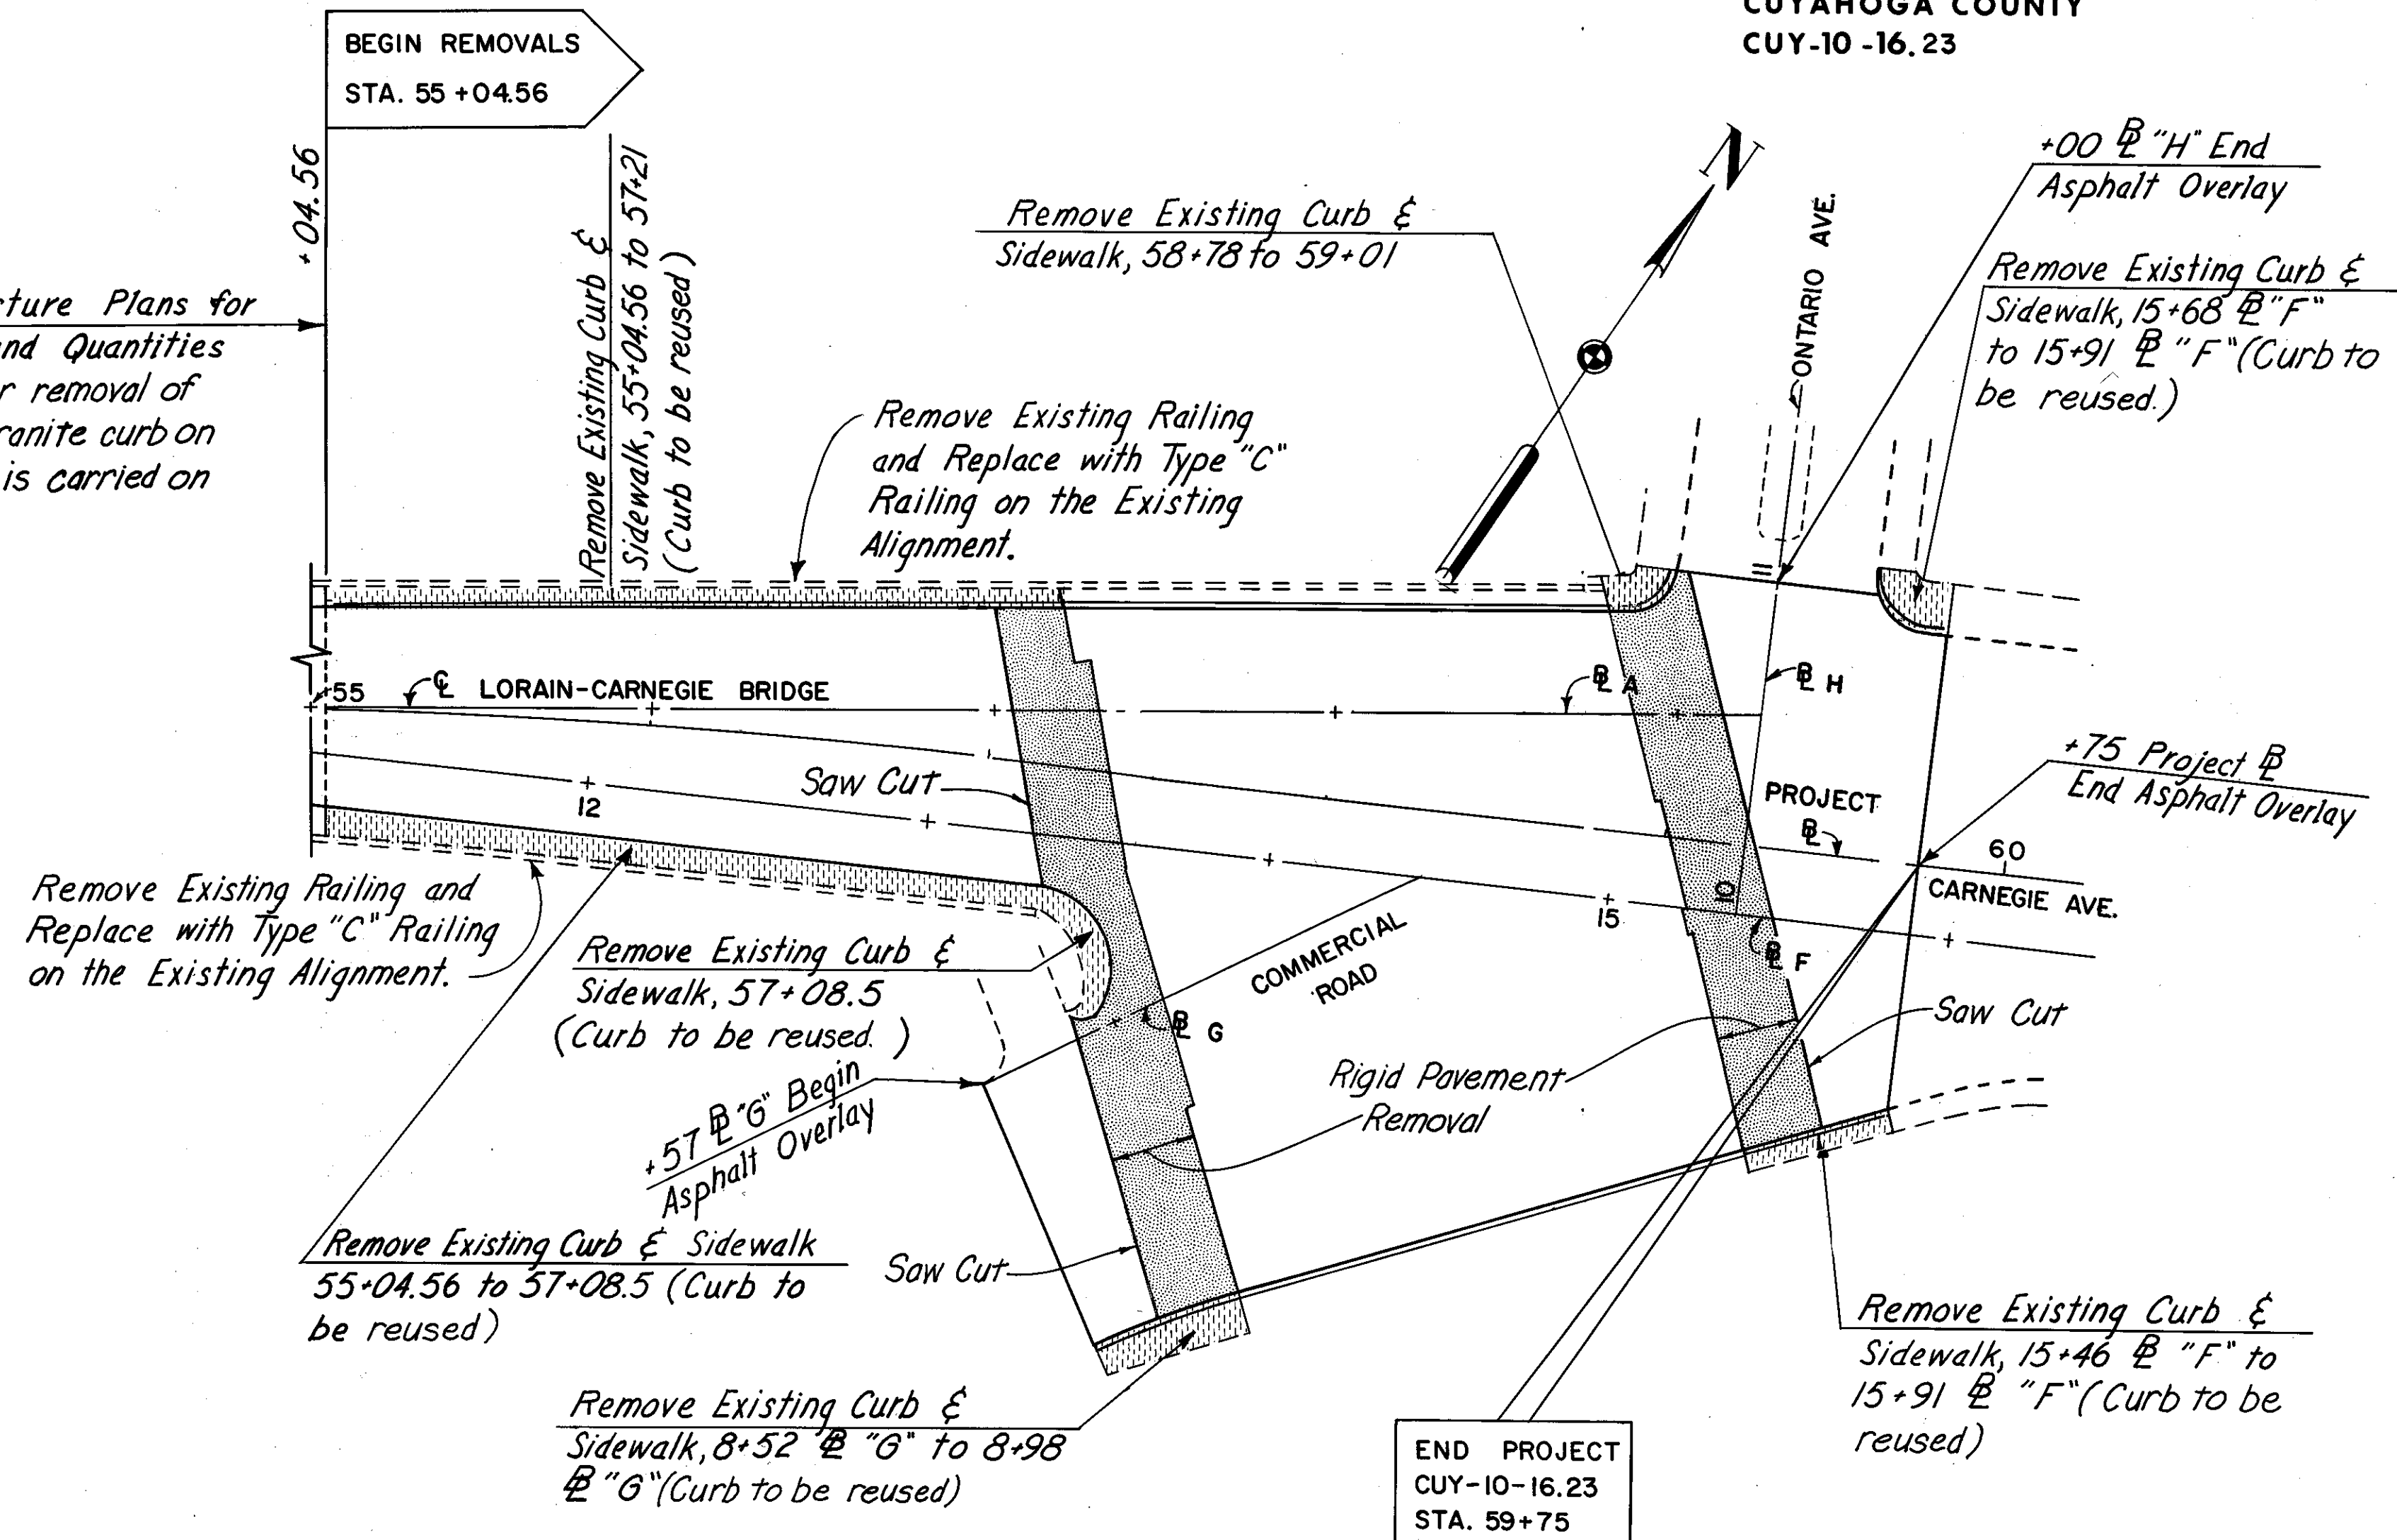 CUYAHOGA COUNTY
CUY-10-16.23
BEGIN REMOVALS
STA. 55+04.56
+04.56
Plans for
and Quantities
removal of
curb on
is carried on
Remove Existing Curb &
Sidewalk, 55+04.56 to 57+21
(Curb to be reused)
Remove Existing Railing
and Replace with Type "C"
Railing on the Existing
Alignment.
Remove Existing Curb &
Sidewalk, 58+78 to 59+01
N
ONTARIO AVE.
+00 ⅊ "H" End
Asphalt Overlay
Remove Existing Curb &
Sidewalk, 15+68 ⅊ "F"
to 15+91 ⅊ "F" (Curb to
be reused.)
11
55
℄ LORAIN-CARNEGIE BRIDGE
⅊ A
⅊ H
Saw Cut
12
PROJECT
⅊
+75 Project ⅊
End Asphalt Overlay
60
CARNEGIE AVE.
10
15
⅊ F
Remove Existing Railing and
Replace with Type "C" Railing
on the Existing Alignment.
Remove Existing Curb &
Sidewalk, 57+08.5
(Curb to be reused.)
COMMERCIAL
ROAD
⅊ G
Saw Cut
Rigid Pavement
Removal
+57 ⅊ "G" Begin
Asphalt Overlay
Remove Existing Curb & Sidewalk
55+04.56 to 57+08.5 (Curb to
be reused)
Saw Cut
Remove Existing Curb &
Sidewalk, 8+52 ⅊ "G" to 8+98
⅊ "G" (Curb to be reused)
END PROJECT
CUY-10-16.23
STA. 59+75
Remove Existing Curb &
Sidewalk, 15+46 ⅊ "F" to
15+91 ⅊ "F" (Curb to be
reused)